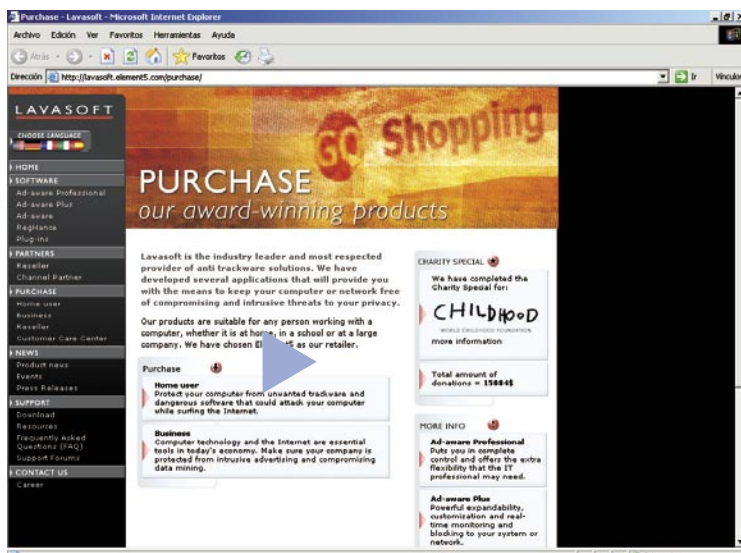 Purchase - Lavasoft - Microsoft Internet Explorer
Archivo Edición Ver Favoritos Herramientas Ayuda
Atrás Favoritos
Dirección http://lavasoft.element5.com/purchase/ Ir Vínculos
LAVASOFT
CHOOSE LANGUAGE
HOME
SOFTWARE
Ad-aware Professional
Ad-aware Plus
Ad-aware
RegHance
Plug-ins
PARTNERS
Reseller
Channel Partner
PURCHASE
Home user
Business
Reseller
Customer Care Center
NEWS
Product news
Events
Press Releases
SUPPORT
Download
Resources
Frequently Asked
Questions (FAQ)
Support Forums
CONTACT US
Career
GO Shopping
PURCHASE
our award-winning products
Lavasoft is the industry leader and most respected
provider of anti trackware solutions. We have
developed several applications that will provide you
with the means to keep your computer or network free
of compromising and intrusive threats to your privacy.
Our products are suitable for any person working with a
computer, whether it is at home, in a school or at a large
company. We have chosen as our retailer.
Purchase
Home user
Protect your computer from unwanted trackware and
dangerous software that could attack your computer
while surfing the Internet.
Business
Computer technology and the Internet are essential
tools in today's economy. Make sure your company is
protected from intrusive advertising and compromising
data mining.
CHARITY SPECIAL
We have completed the
Charity Special for:
CHILDHOOD
WORLD CHILDHOOD FOUNDATION
more information
Total amount of
donations = 15084$
MORE INFO
Ad-aware Professional
Puts you in complete
control and offers the extra
flexibility that the IT
professional may need.
Ad-aware Plus
Powerful expandability,
customization and real-
time monitoring and
blocking to your system or
network.